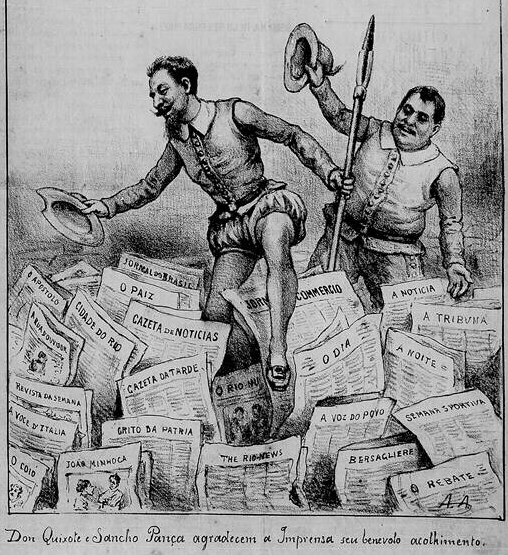 JORNAL DO BRASIL
O APOSTOLO
O PAIZ
JORN
COMMERCIO
A NOTICIA
CIDADE DO RIO
GAZETA DE NOTICIAS
A TRIBUNA
O DIA
A NOITE
GAZETA DA TARDE
O RIO-NU
REVISTA DA SEMANA
A VOZ DO POVO
SEMANA SPORTIVA
A VOCE D'ITALIA
GRITO DA PATRIA
JOÃO MINHOCA
THE RIO-NEWS
BERSAGLIERE
O REBATE
A.A.
Don Quixote e Sancho Pança agradecem a Imprensa seu benevolo acolhimento.